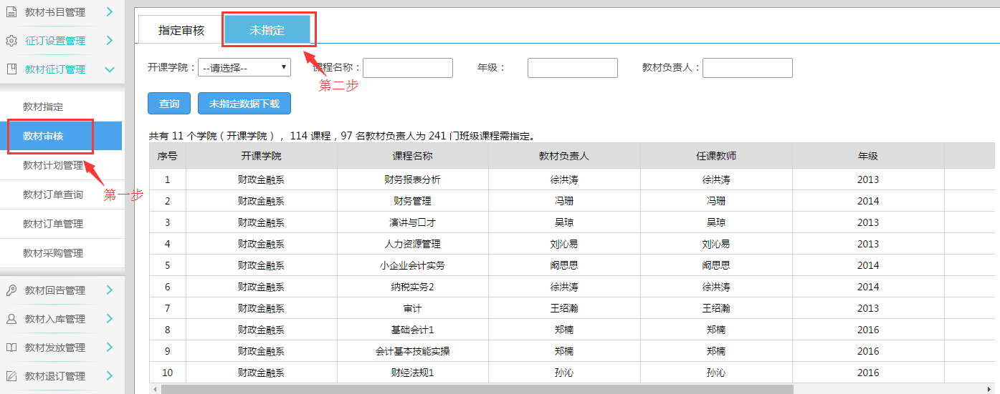 教材书目管理
征订设置管理
教材征订管理
教材指定
教材审核
教材计划管理
第一步
教材订单查询
教材订单管理
教材采购管理
教材回告管理
教材入库管理
教材发放管理
教材退订管理
指定审核 未指定
第二步
开课学院： --请选择-- 课程名称： 年级： 教材负责人：
查询 未指定数据下载
共有 11 个学院（开课学院）， 114 课程，97 名教材负责人为 241 门班级课程需指定。
序号 开课学院 课程名称 教材负责人 任课教师 年级
1 财政金融系 财务报表分析 徐洪涛 徐洪涛 2013
2 财政金融系 财务管理 冯珊 冯珊 2014
3 财政金融系 演讲与口才 吴琼 吴琼 2013
4 财政金融系 人力资源管理 刘沁易 刘沁易 2013
5 财政金融系 小企业会计实务 阚思思 阚思思 2014
6 财政金融系 纳税实务2 徐洪涛 徐洪涛 2014
7 财政金融系 审计 王绍瀚 王绍瀚 2013
8 财政金融系 基础会计1 郑楠 郑楠 2016
9 财政金融系 会计基本技能实操 郑楠 郑楠 2016
10 财政金融系 财经法规1 孙沁 孙沁 2016